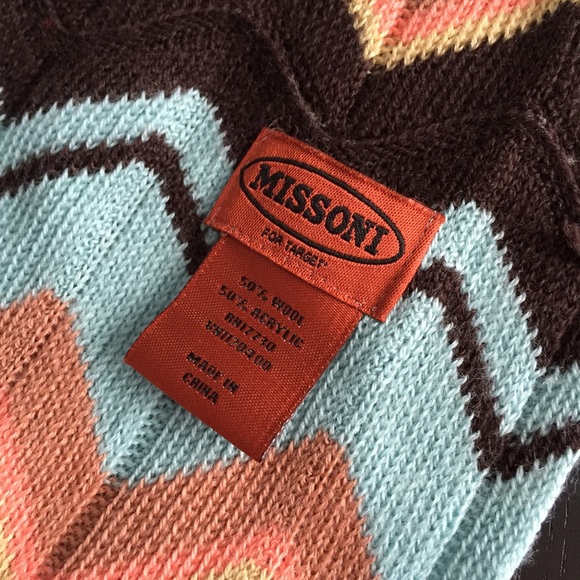 MISSONI
FOR TARGET
50% WOOL
50% ACRYLIC
MADE IN
CHINA